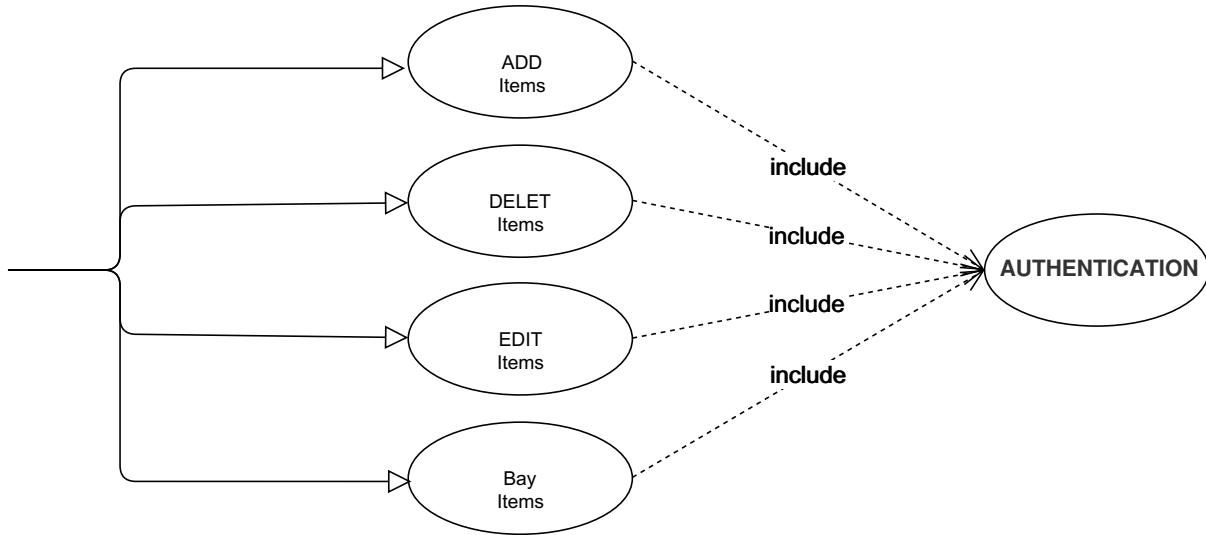 ADD
Items
include
DELET
Items
include
AUTHENTICATION
EDIT
Items
include
include
Bay
Items